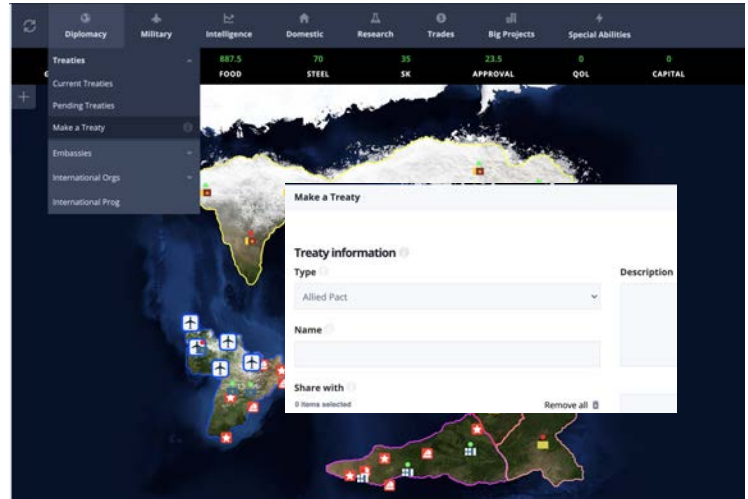 Diplomacy Military Intelligence Domestic Research Trades Big Projects Special Abilities
887.5 70 35 23.5 0 0
FOOD STEEL SK APPROVAL QOL CAPITAL
Treaties
Current Treaties
Pending Treaties
Make a Treaty
Embassies
International Orgs
International Prog
Make a Treaty
Treaty information
Type
Description
Allied Pact
Name
Share with
0 items selected
Remove all